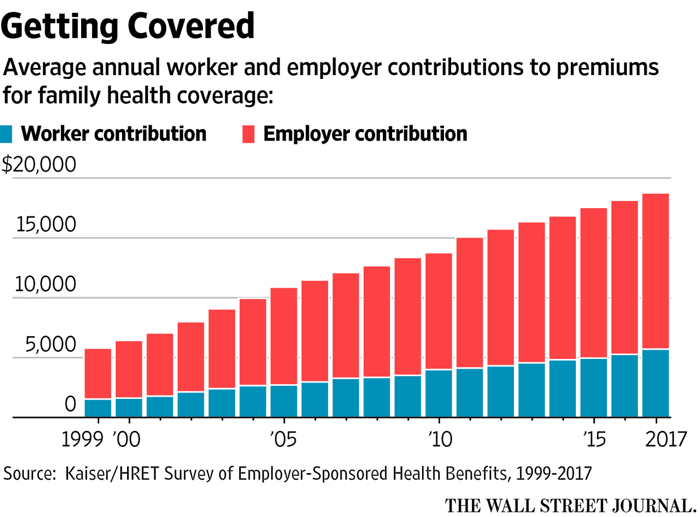 Getting Covered
Average annual worker and employer contributions to premiums
for family health coverage:
Worker contribution Employer contribution
$20,000
15,000
10,000
5,000
0
1999 '00 '05 '10 '15 2017
Source: Kaiser/HRET Survey of Employer-Sponsored Health Benefits, 1999-2017
THE WALL STREET JOURNAL.